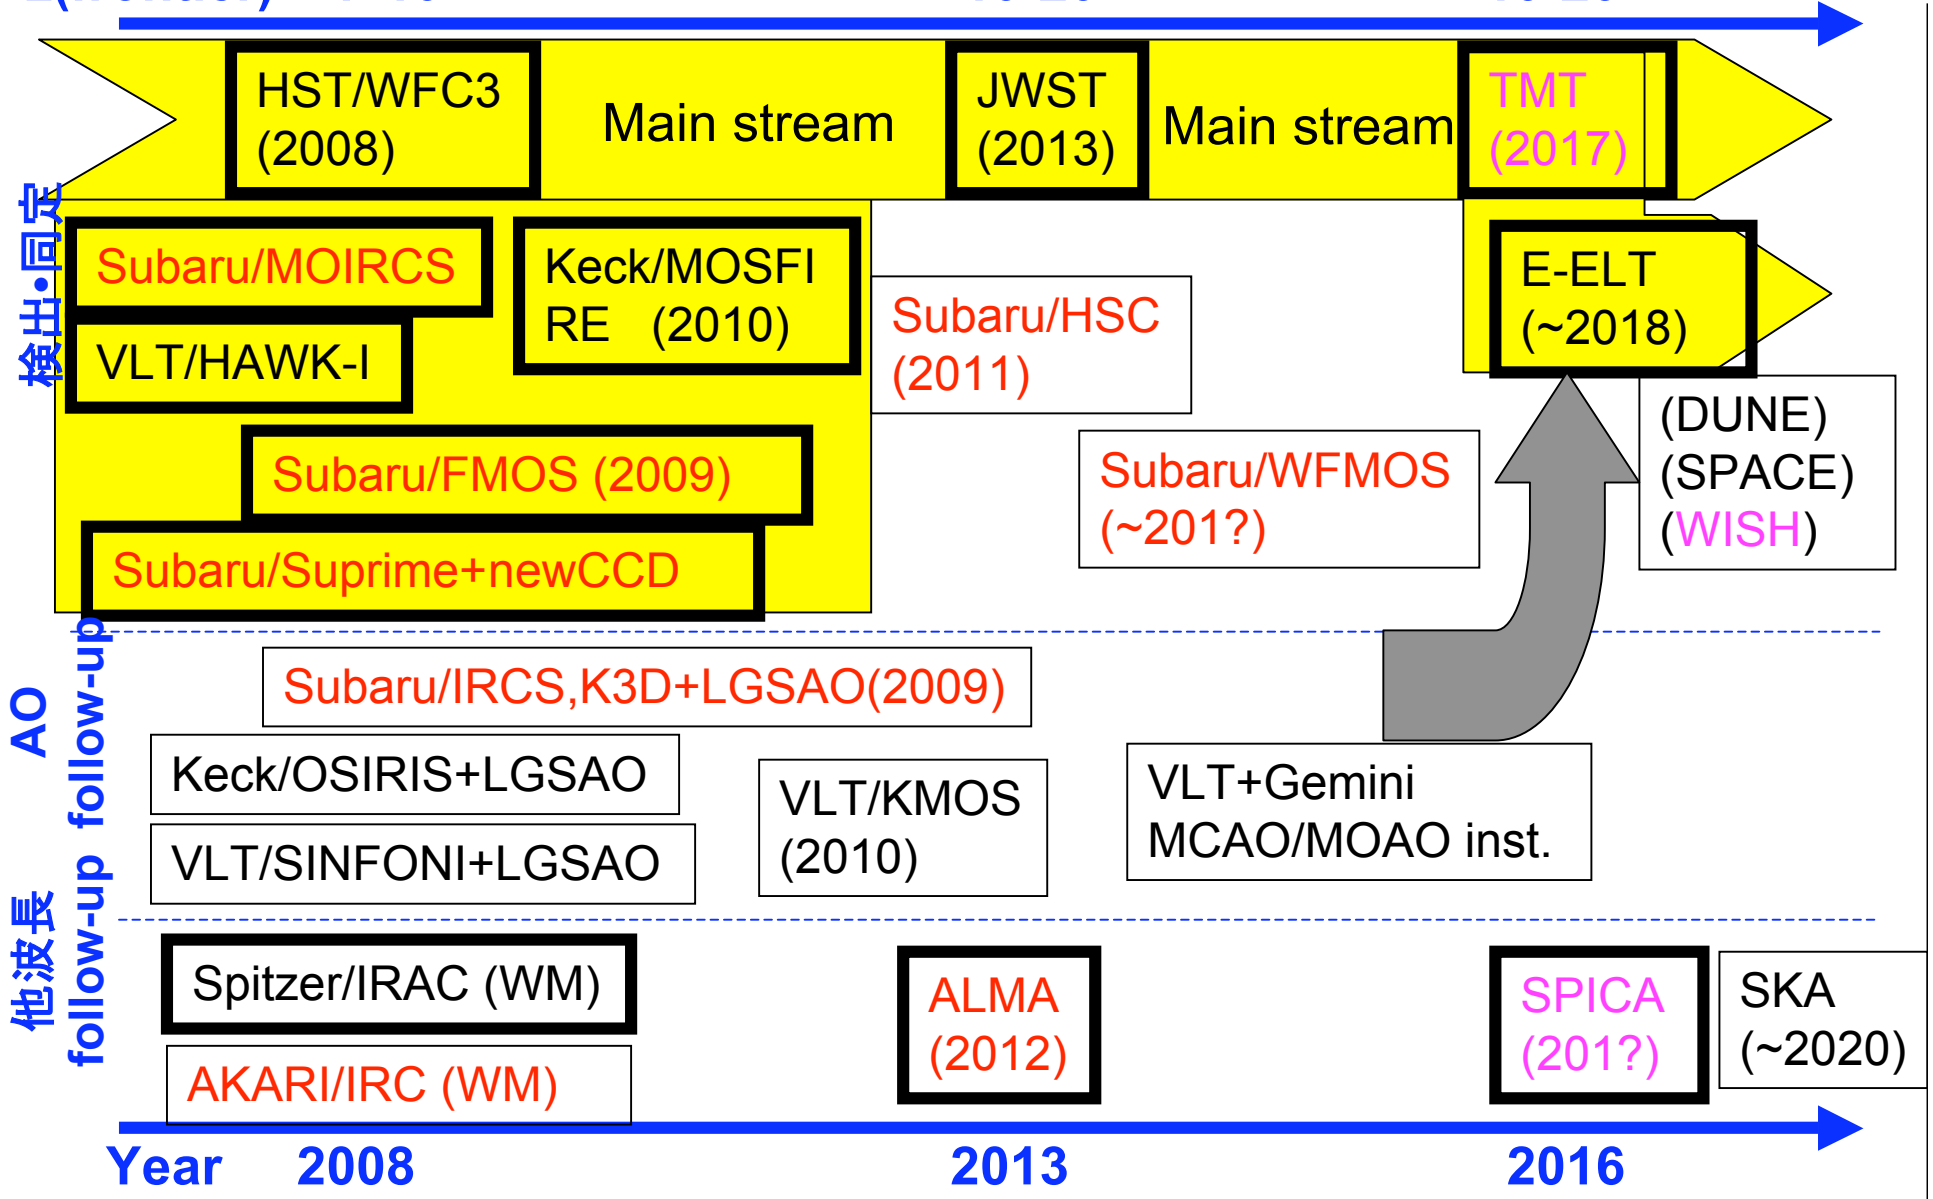 HST/WFC3
(2008)
Main stream
JWST
(2013)
Main stream
TMT
(2017)
検出・同定
Subaru/MOIRCS
VLT/HAWK-I
Keck/MOSFI
RE (2010)
Subaru/HSC
(2011)
E-ELT
(~2018)
(DUNE)
(SPACE)
(WISH)
Subaru/FMOS (2009)
Subaru/WFMOS
(~201?)
Subaru/Suprime+newCCD
AO
follow-up
Subaru/IRCS,K3D+LGSAO(2009)
Keck/OSIRIS+LGSAO
VLT/SINFONI+LGSAO
VLT/KMOS
(2010)
VLT+Gemini
MCAO/MOAO inst.
他波長
follow-up
Spitzer/IRAC (WM)
AKARI/IRC (WM)
ALMA
(2012)
SPICA
(201?)
SKA
(~2020)
Year 2008 2013 2016